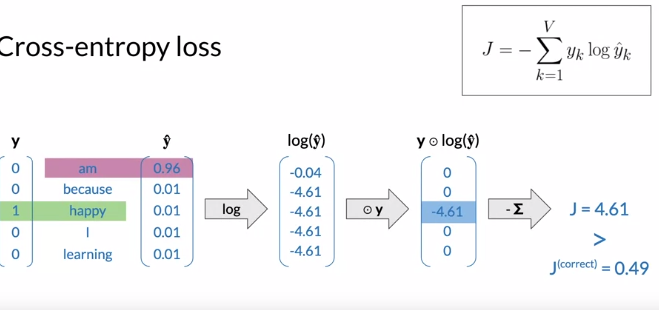 Cross-entropy loss
J = − ∑_{k=1}^{V} y_k log ŷ_k
y ŷ log(ŷ) y ⊙ log(ŷ)
0 am 0.96 -0.04 0
0 because 0.01 -4.61 0
1 happy 0.01 log -4.61 ⊙ y -4.61 - Σ J = 4.61
0 I 0.01 -4.61 0 >
0 learning 0.01 -4.61 0 J^(correct) = 0.49